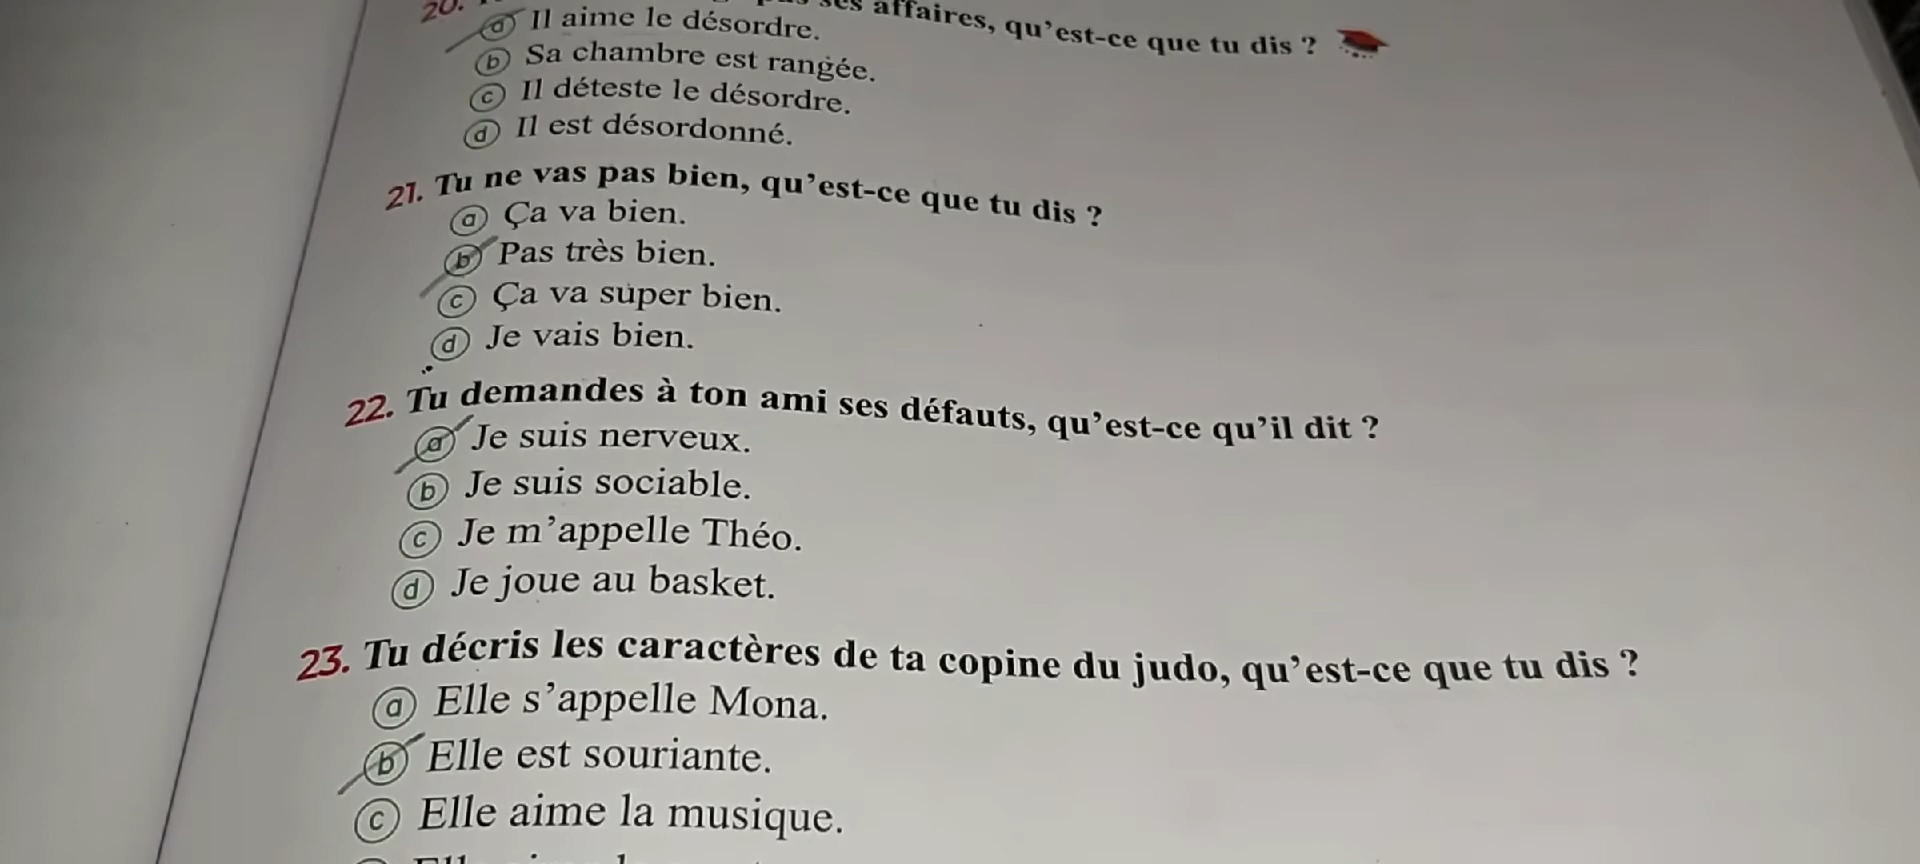 20. ses affaires, qu'est-ce que tu dis ?
a Il aime le désordre.
b Sa chambre est rangée.
c Il déteste le désordre.
d Il est désordonné.
21. Tu ne vas pas bien, qu'est-ce que tu dis ?
a Ça va bien.
b Pas très bien.
c Ça va super bien.
d Je vais bien.
22. Tu demandes à ton ami ses défauts, qu'est-ce qu'il dit ?
a Je suis nerveux.
b Je suis sociable.
c Je m'appelle Théo.
d Je joue au basket.
23. Tu décris les caractères de ta copine du judo, qu'est-ce que tu dis ?
a Elle s'appelle Mona.
b Elle est souriante.
c Elle aime la musique.